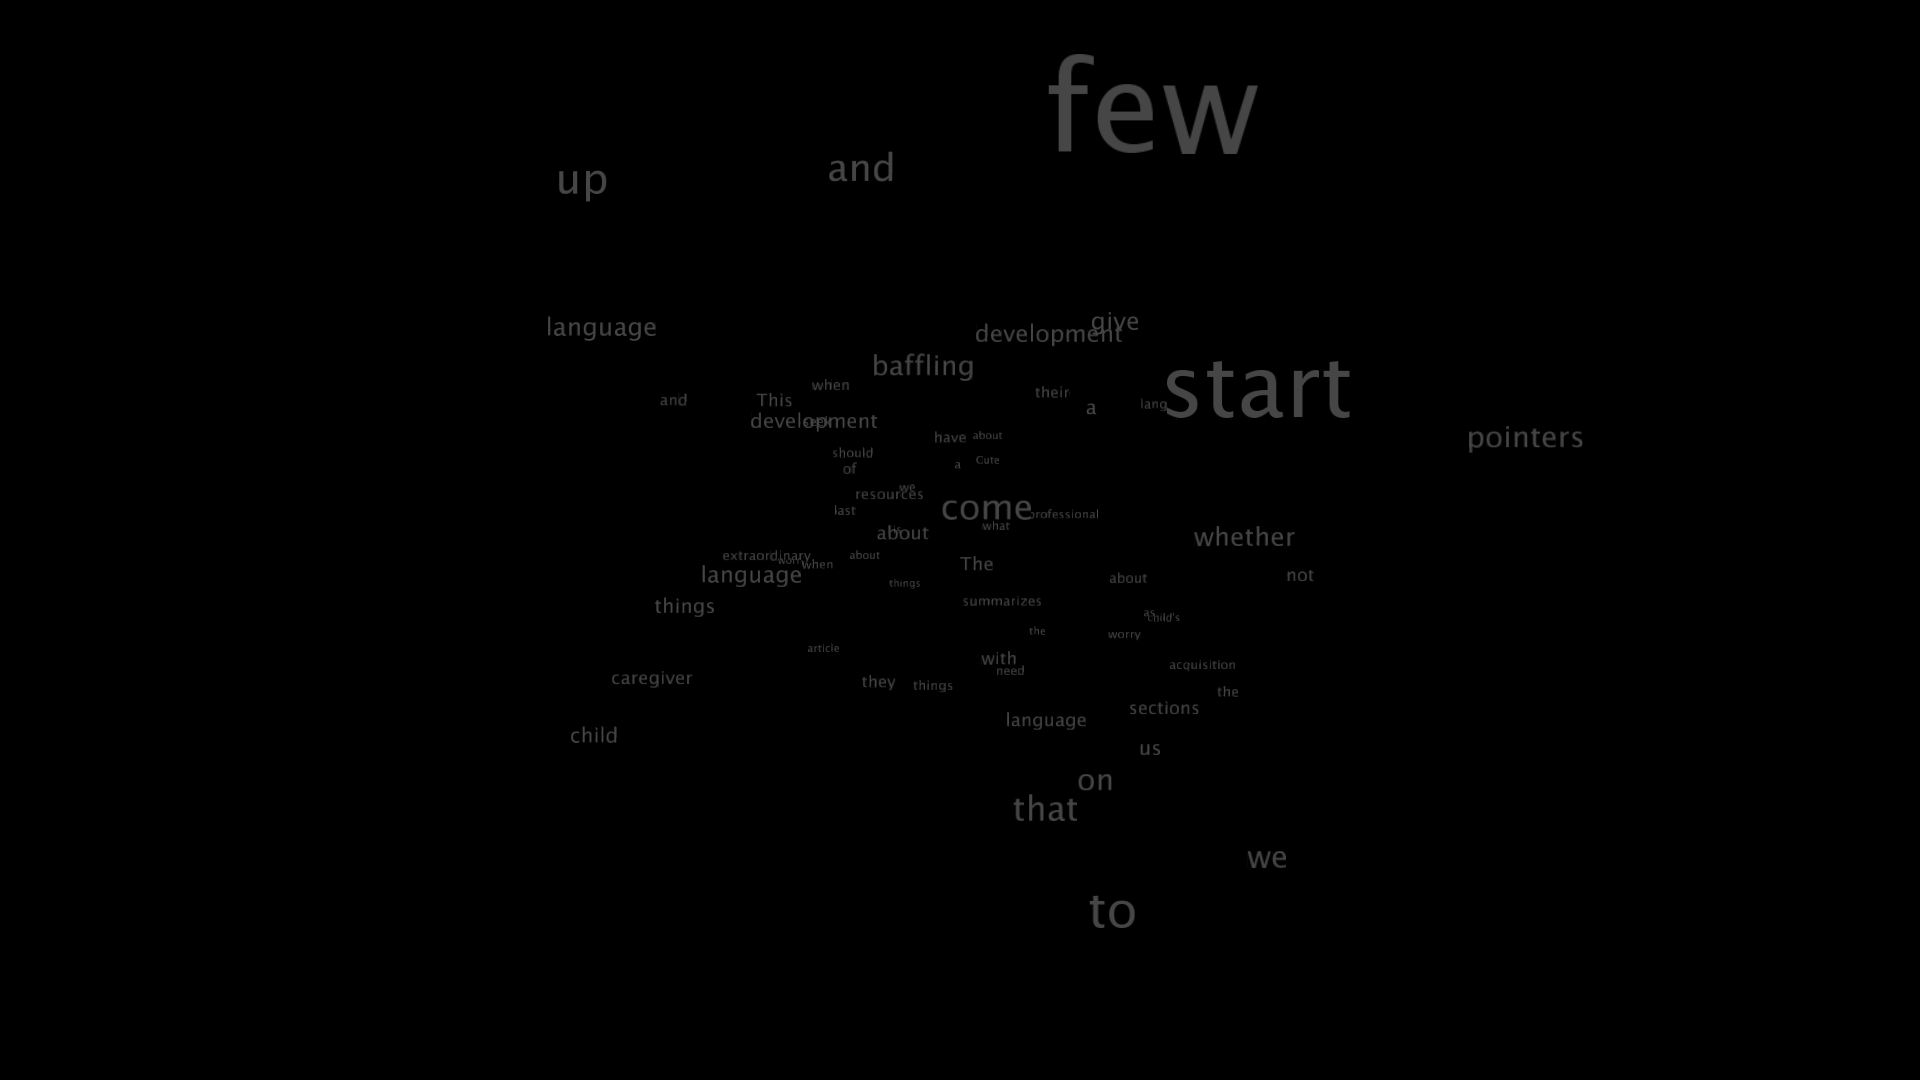 few
and
up
give
language
development
baffling
when
start
their
and
This
lang
a
development
pointers
about
have
should
Cute
a
of
we
resources
come
last
professional
what
about
whether
extraordinary
about
worry
when
The
language
not
about
things
summarizes
things
as
child's
the
worry
article
with
acquisition
need
caregiver
they
things
the
sections
language
child
us
on
that
we
to